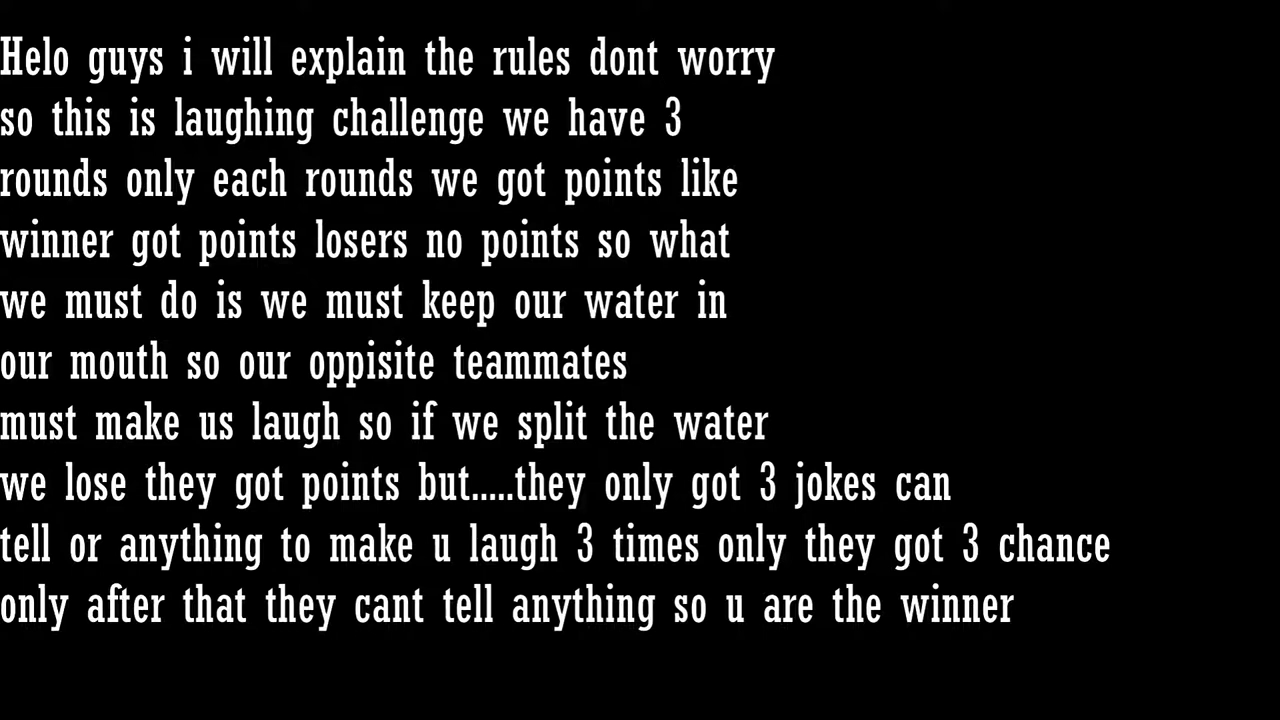 Helo guys i will explain the rules dont worry
so this is laughing challenge we have 3
rounds only each rounds we got points like
winner got points losers no points so what
we must do is we must keep our water in
our mouth so our oppisite teammates
must make us laugh so if we split the water
we lose they got points but.....they only got 3 jokes can
tell or anything to make u laugh 3 times only they got 3 chance
only after that they cant tell anything so u are the winner